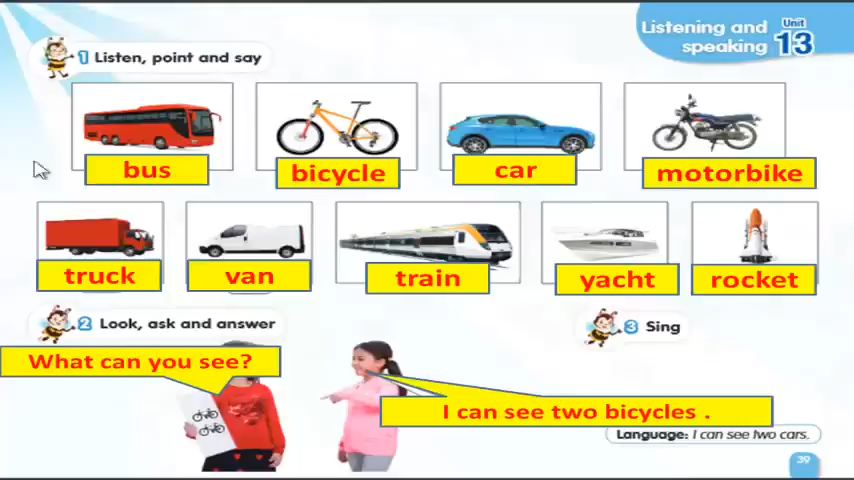 Listening and
speaking
Unit
13
1 Listen, point and say
bus
bicycle
car
motorbike
truck
van
train
yacht
rocket
2 Look, ask and answer
3 Sing
What can you see?
I can see two bicycles .
Language: I can see two cars.
39